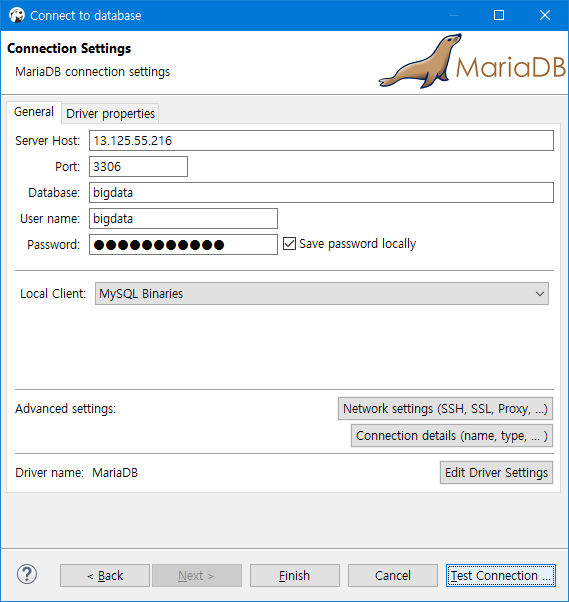 Connect to database
Connection Settings
MariaDB connection settings
MariaDB
General
Driver properties
Server Host: 13.125.55.216
Port: 3306
Database: bigdata
User name: bigdata
Password: ●●●●●●●●●●●
Save password locally
Local Client: MySQL Binaries
Advanced settings:
Network settings (SSH, SSL, Proxy, ...)
Connection details (name, type, ... )
Driver name: MariaDB
Edit Driver Settings
?
< Back
Next >
Finish
Cancel
Test Connection ...